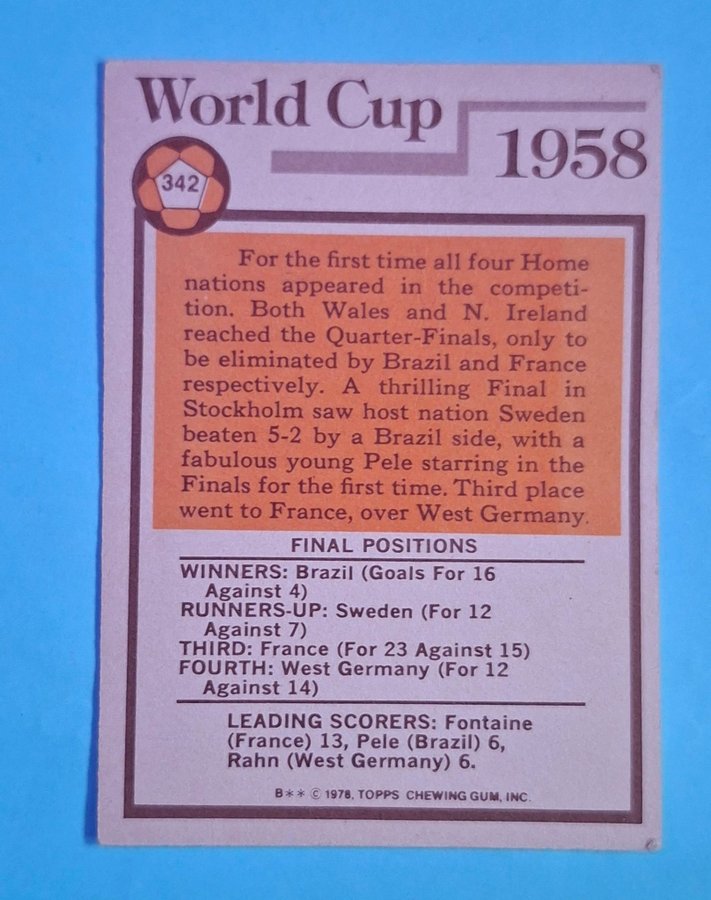 World Cup
1958
342
For the first time all four Home
nations appeared in the competi-
tion. Both Wales and N. Ireland
reached the Quarter-Finals, only to
be eliminated by Brazil and France
respectively. A thrilling Final in
Stockholm saw host nation Sweden
beaten 5-2 by a Brazil side, with a
fabulous young Pele starring in the
Finals for the first time. Third place
went to France, over West Germany.
FINAL POSITIONS
WINNERS: Brazil (Goals For 16
Against 4)
RUNNERS-UP: Sweden (For 12
Against 7)
THIRD: France (For 23 Against 15)
FOURTH: West Germany (For 12
Against 14)
LEADING SCORERS: Fontaine
(France) 13, Pele (Brazil) 6,
Rahn (West Germany) 6.
B** © 1978, TOPPS CHEWING GUM, INC.